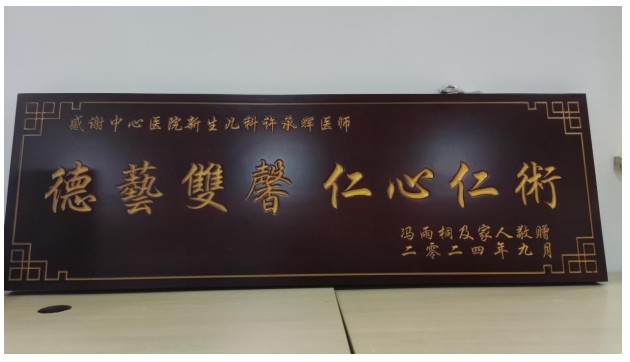 感谢中心医院新生儿科许承辉医师
德藝雙馨仁心仁術
冯雨桐及家人敬赠
二零二四年九月